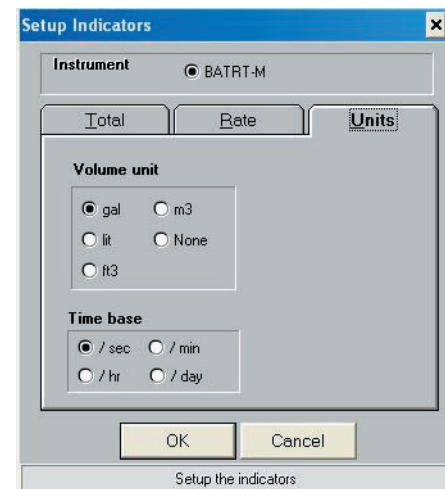 Setup Indicators
Instrument
BATRT-M
Total Rate Units
Volume unit
gal m3
lit None
ft3
Time base
/ sec / min
/ hr / day
OK Cancel
Setup the indicators